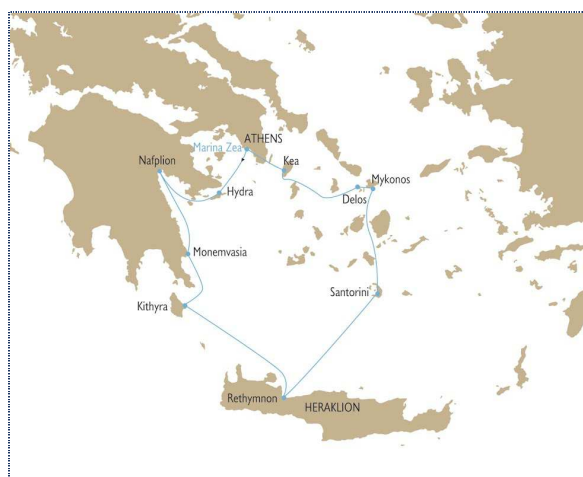 ATHENS
Marina Zea
Nafplion
Kea
Mykonos
Hydra
Delos
Monemvasia
Santorini
Kithyra
Rethymnon
HERAKLION